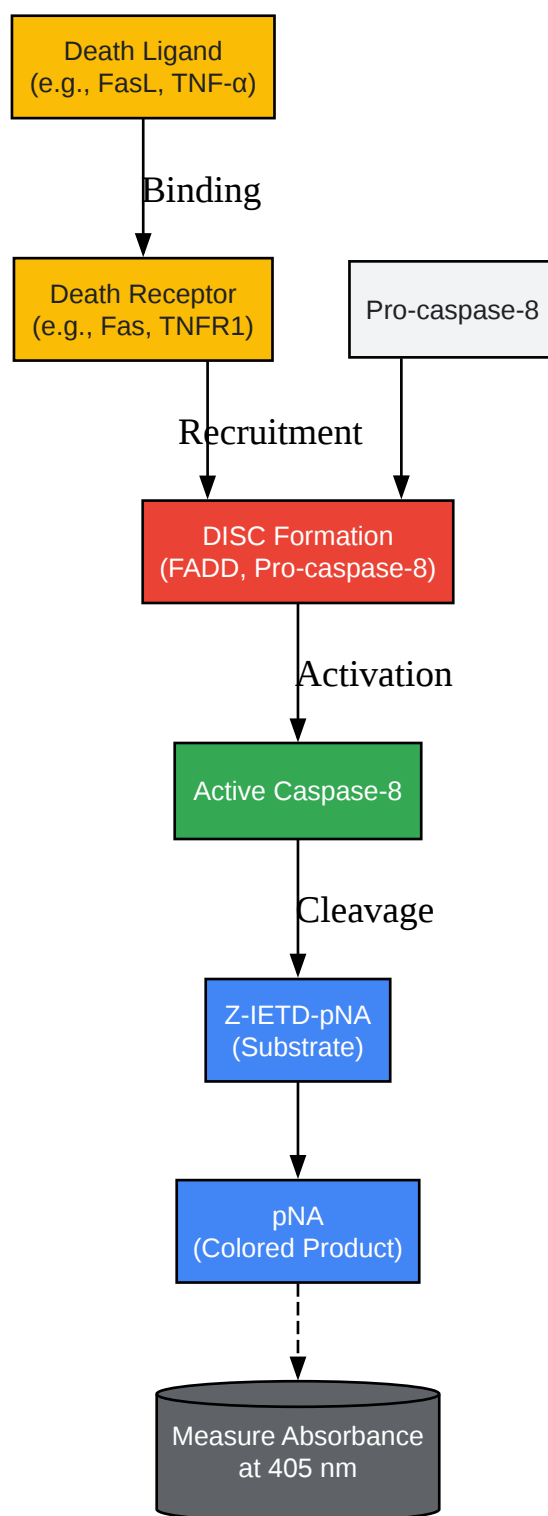 Death Ligand
(e.g., FasL, TNF-α)
Binding
Death Receptor
(e.g., Fas, TNFR1)
Pro-caspase-8
Recruitment
DISC Formation
(FADD, Pro-caspase-8)
Activation
Active Caspase-8
Cleavage
Z-IETD-pNA
(Substrate)
pNA
(Colored Product)
Measure Absorbance
at 405 nm